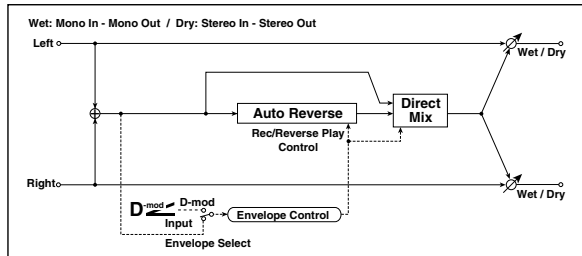 Wet: Mono In - Mono Out / Dry: Stereo In - Stereo Out
Left
Wet / Dry
Auto Reverse
Direct
Mix
Rec/Reverse Play
Control
Right
Wet / Dry
D-mod D-mod
Input
Envelope Control
Envelope Select